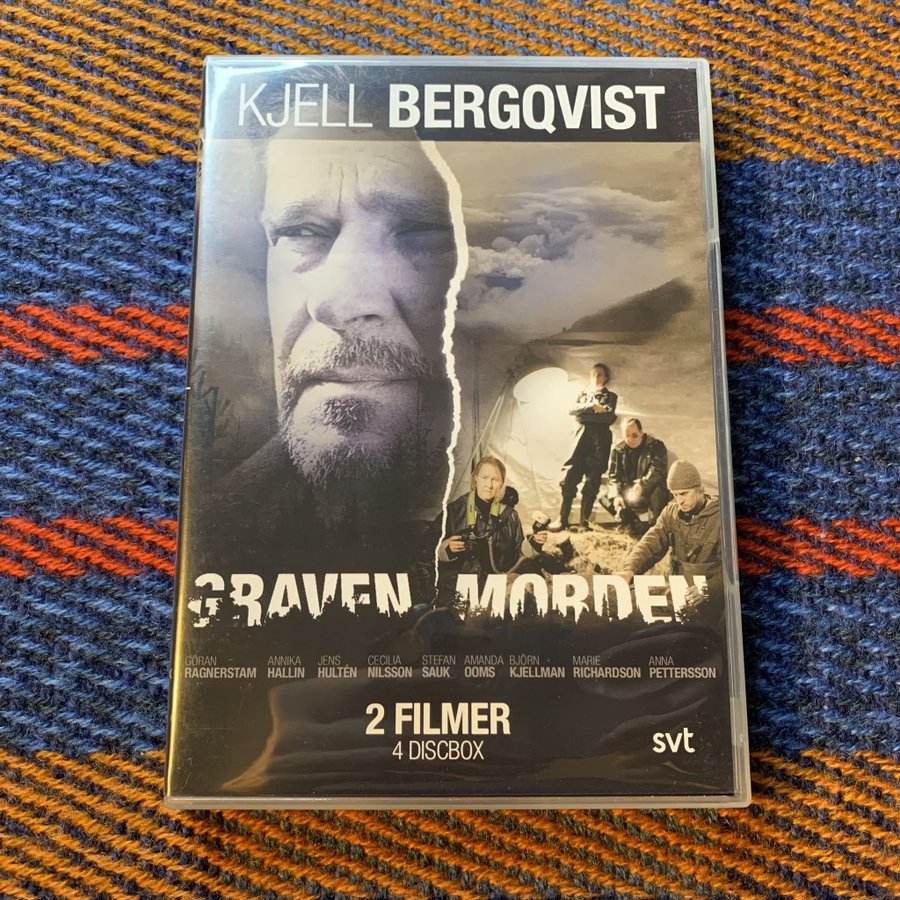 KJELL BERGQVIST
GRAVEN MORDEN
GÖRAN ANNIKA JENS CECILIA STEFAN AMANDA BJÖRN MARIE ANNA
RAGNERSTAM HALLIN HULTÉN NILSSON SAUK OOMS KJELLMAN RICHARDSON PETTERSSON
2 FILMER
4 DISCBOX
svt